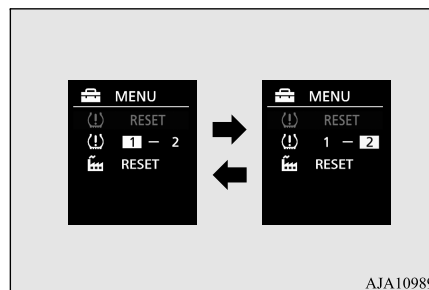 MENU
RESET
1 – 2
RESET
MENU
RESET
1 – 2
RESET
AJA10989